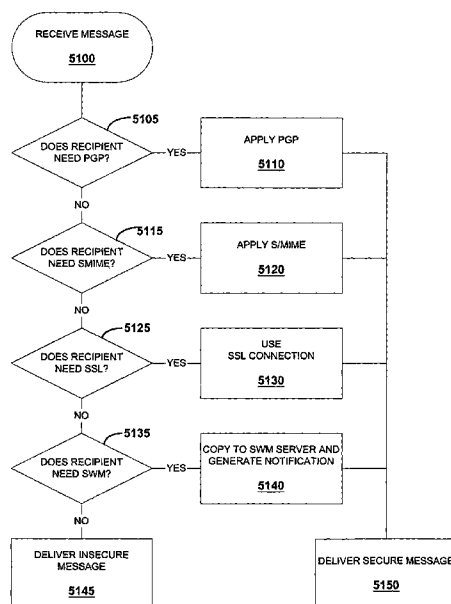 RECEIVE MESSAGE
5100
5105
DOES RECIPIENT
NEED PGP?
YES
APPLY PGP
5110
NO
5115
DOES RECIPIENT
NEED SMIME?
YES
APPLY S/MIME
5120
NO
5125
DOES RECIPIENT
NEED SSL?
YES
USE
SSL CONNECTION
5130
NO
5135
DOES RECIPIENT
NEED SWM?
YES
COPY TO SWM SERVER AND
GENERATE NOTIFICATION
5140
NO
DELIVER INSECURE
MESSAGE
5145
DELIVER SECURE MESSAGE
5150